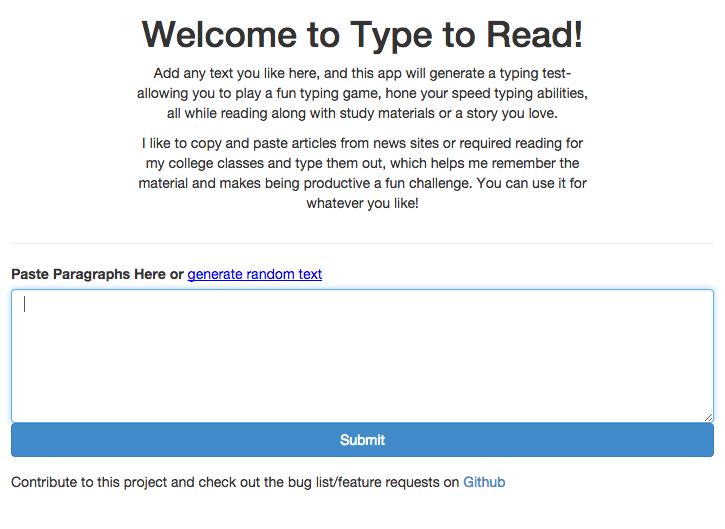 Welcome to Type to Read!
Add any text you like here, and this app will generate a typing test-
allowing you to play a fun typing game, hone your speed typing abilities,
all while reading along with study materials or a story you love.
I like to copy and paste articles from news sites or required reading for
my college classes and type them out, which helps me remember the
material and makes being productive a fun challenge. You can use it for
whatever you like!
Paste Paragraphs Here or generate random text
Submit
Contribute to this project and check out the bug list/feature requests on Github